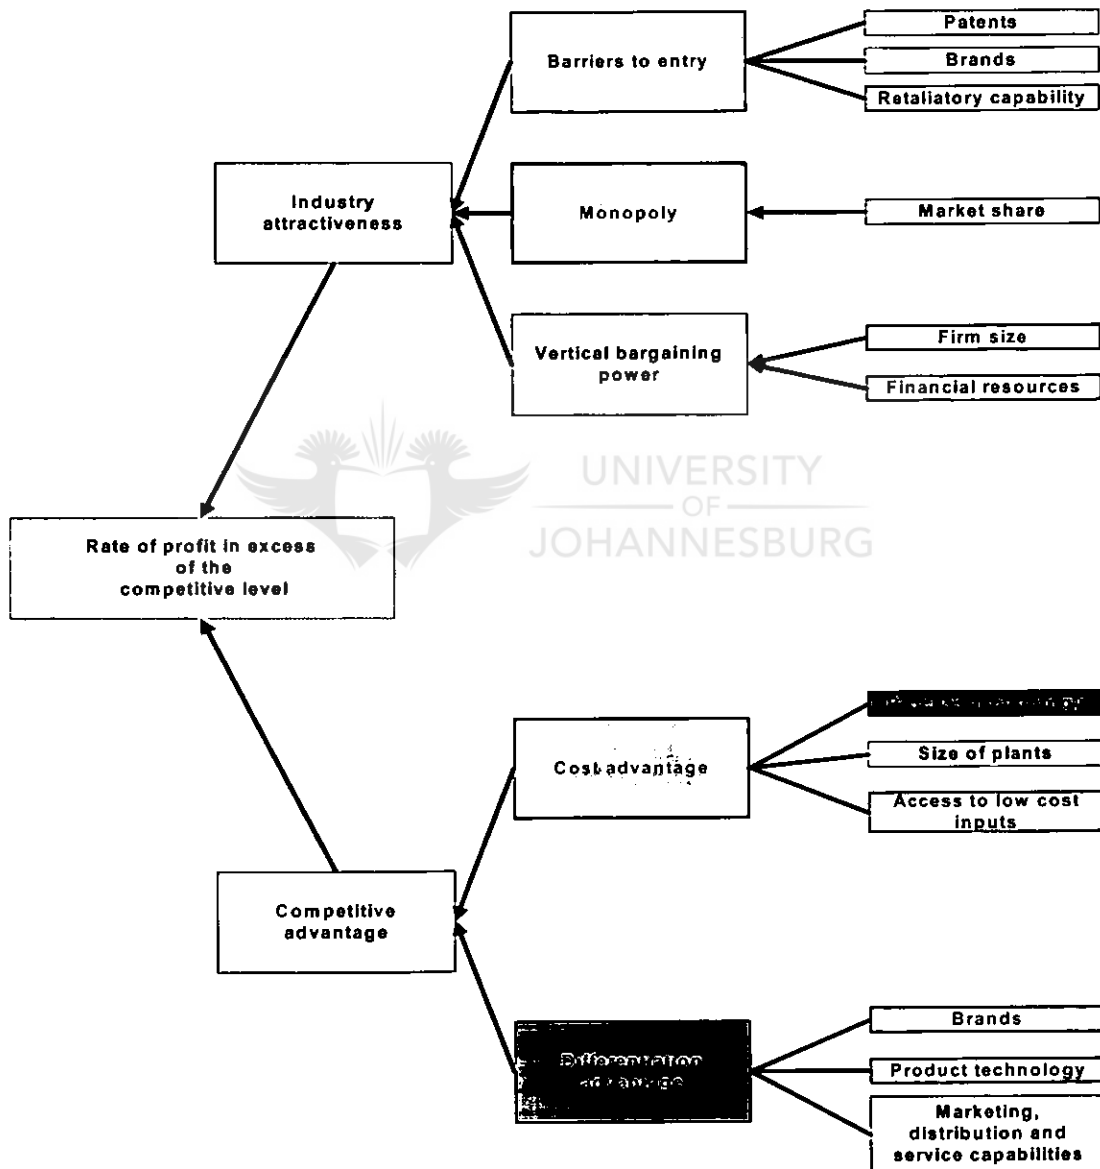 Patents
Barriers to entry
Brands
Retaliatory capability
Industry
attractiveness
Monopoly
Market share
Vertical bargaining
power
Firm size
Financial resources
UNIVERSITY
OF
JOHANNESBURG
Rate of profit in excess
of the
competitive level
Cost advantage
Size of plants
Access to low cost
inputs
Competitive
advantage
Differentiation
advantage
Brands
Product technology
Marketing,
distribution and
service capabilities